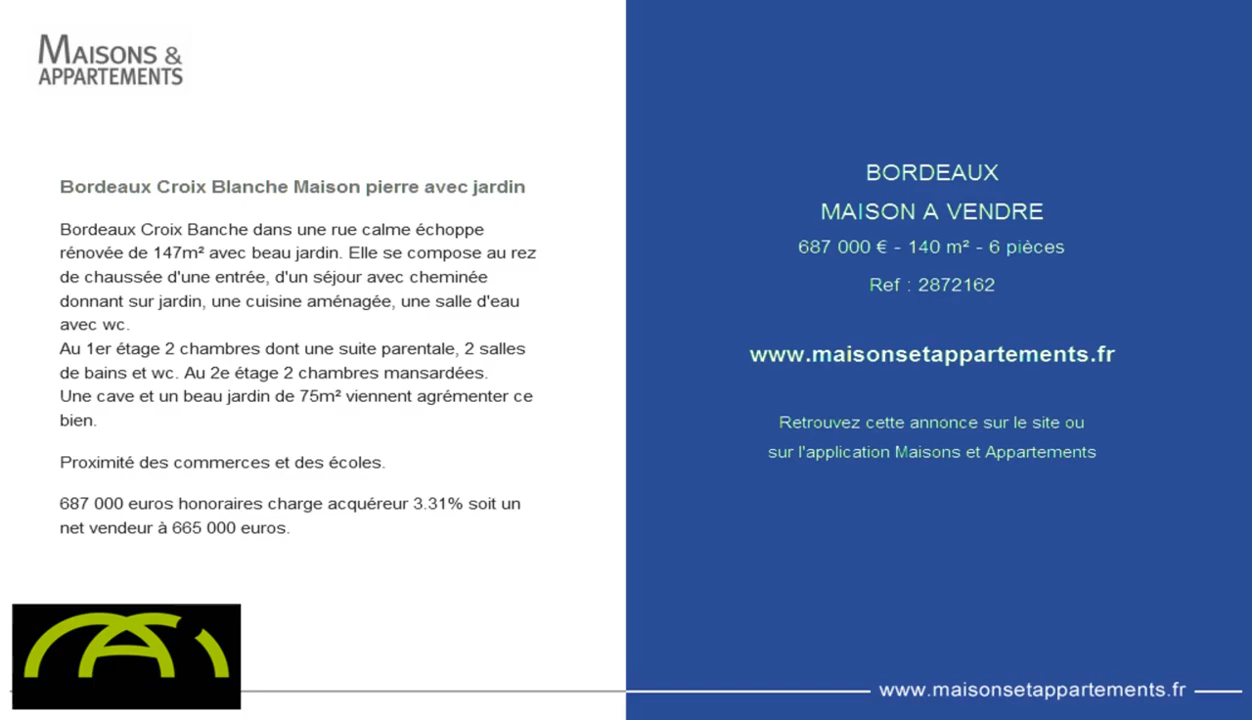 MAISONS &
APPARTEMENTS
Bordeaux Croix Blanche Maison pierre avec jardin
Bordeaux Croix Banche dans une rue calme échoppe
rénovée de 147m² avec beau jardin. Elle se compose au rez
de chaussée d'une entrée, d'un séjour avec cheminée
donnant sur jardin, une cuisine aménagée, une salle d'eau
avec wc.
Au 1er étage 2 chambres dont une suite parentale, 2 salles
de bains et wc. Au 2e étage 2 chambres mansardées.
Une cave et un beau jardin de 75m² viennent agrémenter ce
bien.
Proximité des commerces et des écoles.
687 000 euros honoraires charge acquéreur 3.31% soit un
net vendeur à 665 000 euros.
BORDEAUX
MAISON A VENDRE
687 000 € - 140 m² - 6 pièces
Ref : 2872162
www.maisonsetappartements.fr
Retrouvez cette annonce sur le site ou
sur l'application Maisons et Appartements
www.maisonsetappartements.fr